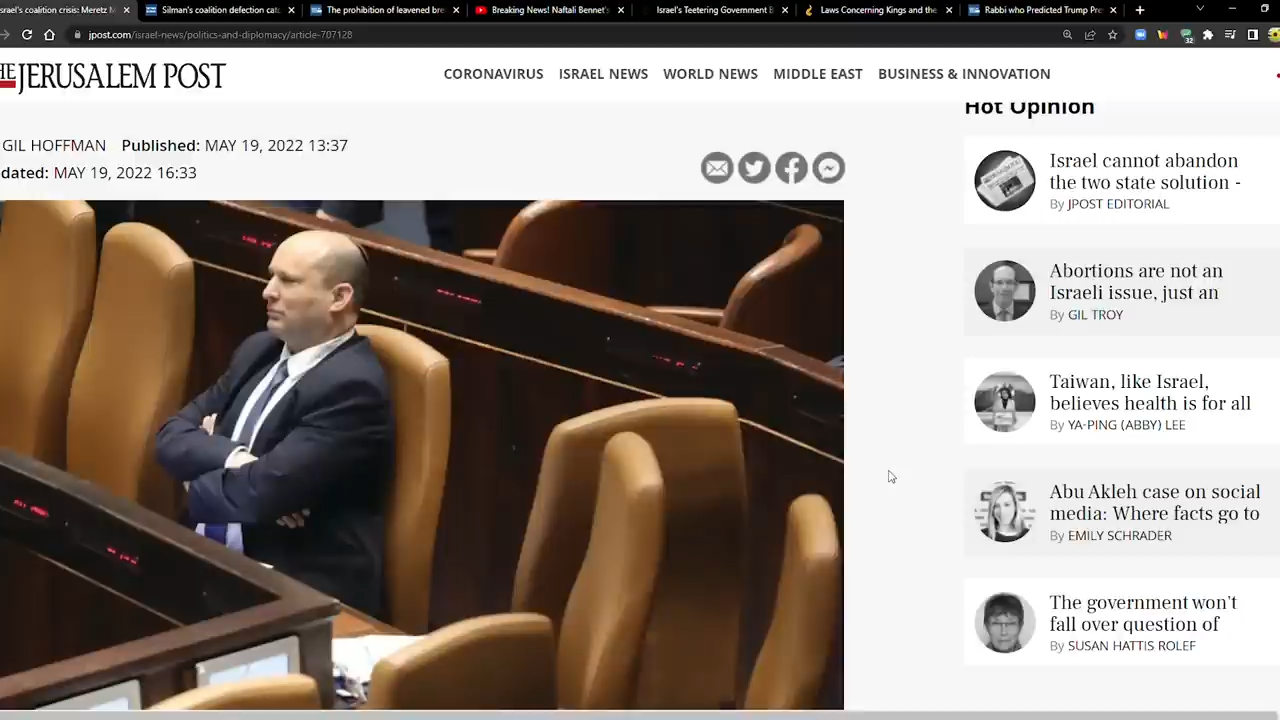 srael's coalition crisis: Meretz M
Silman's coalition defection cat
The prohibition of leavened bre
Breaking News! Naftali Bennet's
Israel's Teetering Government B
Laws Concerning Kings and the
Rabbi who Predicted Trump Pre
jpost.com/israel-news/politics-and-diplomacy/article-707128
32
HE JERUSALEM POST
CORONAVIRUS ISRAEL NEWS WORLD NEWS MIDDLE EAST BUSINESS & INNOVATION
GIL HOFFMAN Published: MAY 19, 2022 13:37
dated: MAY 19, 2022 16:33
Hot Opinion
Israel cannot abandon
the two state solution -
By JPOST EDITORIAL
Abortions are not an
Israeli issue, just an
By GIL TROY
Taiwan, like Israel,
believes health is for all
By YA-PING (ABBY) LEE
Abu Akleh case on social
media: Where facts go to
By EMILY SCHRADER
The government won't
fall over question of
By SUSAN HATTIS ROLEF